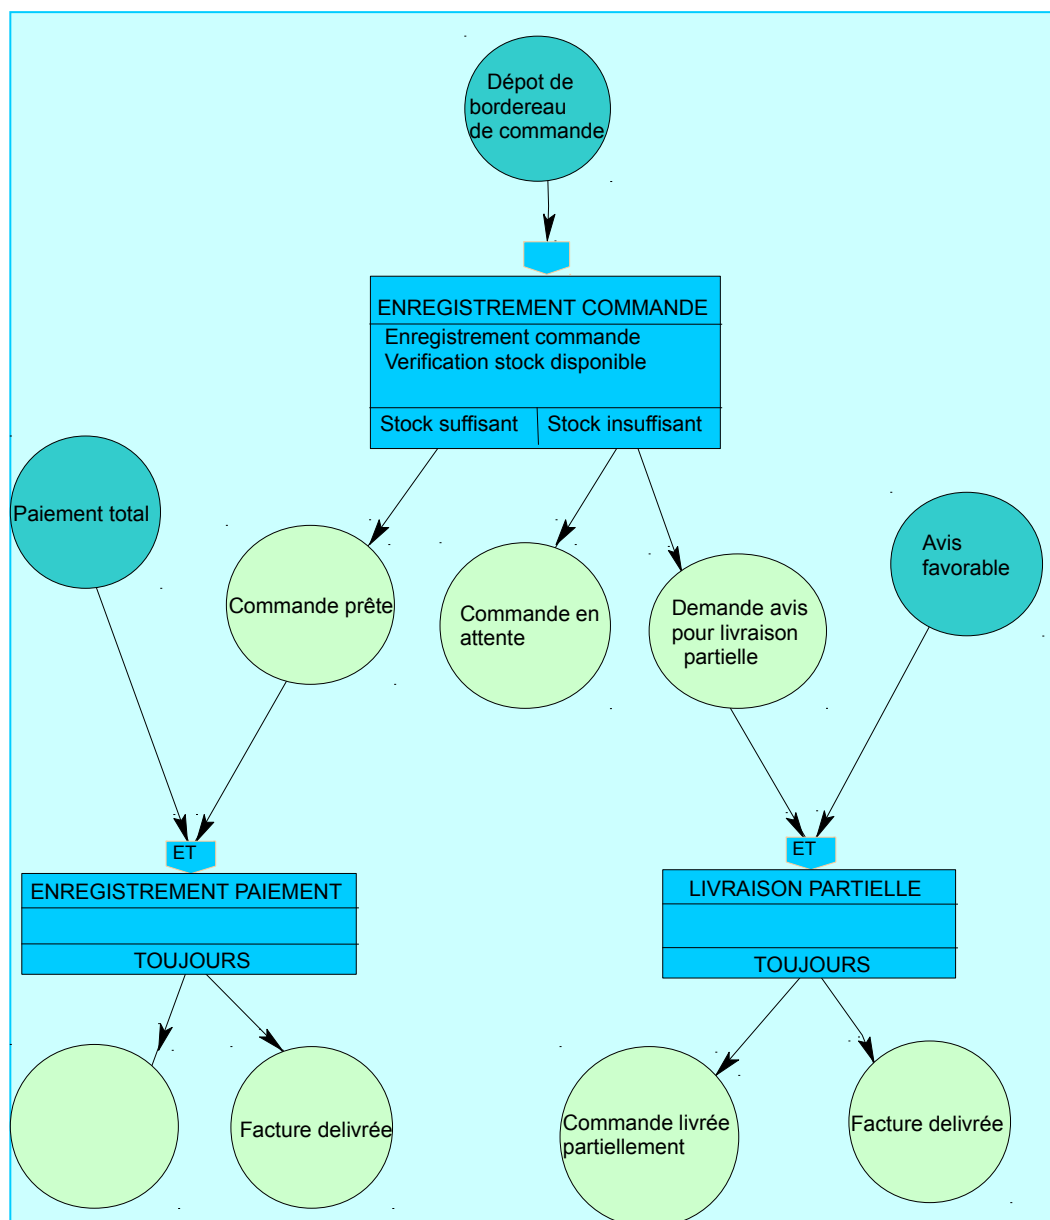 Dépot de
bordereau
de commande
ENREGISTREMENT COMMANDE
Enregistrement commande
Verification stock disponible
Stock suffisant
Stock insuffisant
Paiement total
Commande prête
Commande en
attente
Demande avis
pour livraison
partielle
Avis
favorable
ET
ENREGISTREMENT PAIEMENT
TOUJOURS
ET
LIVRAISON PARTIELLE
TOUJOURS
Facture delivrée
Commande livrée
partiellement
Facture delivrée